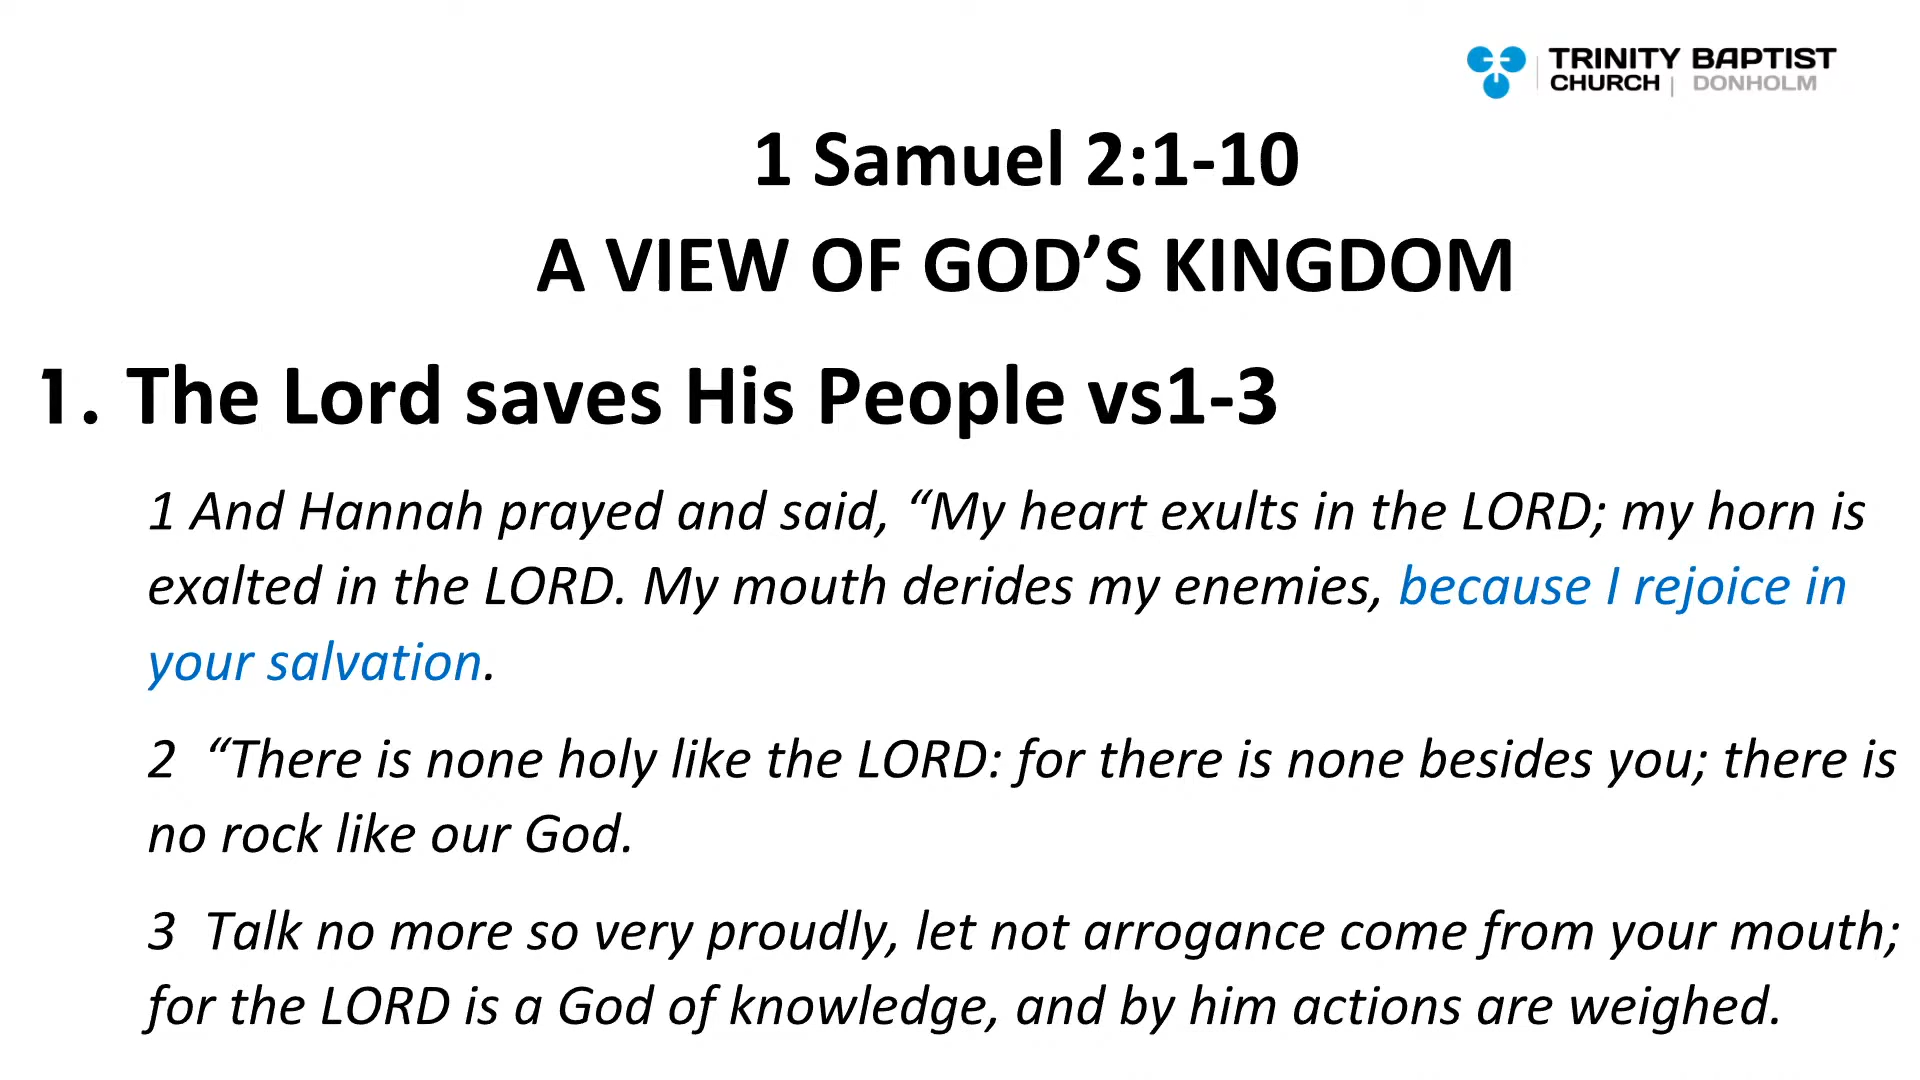 TRINITY BAPTIST
CHURCH | DONHOLM
1 Samuel 2:1-10
A VIEW OF GOD’S KINGDOM
1. The Lord saves His People vs1-3
1 And Hannah prayed and said, “My heart exults in the LORD; my horn is
exalted in the LORD. My mouth derides my enemies, because I rejoice in
your salvation.
2 “There is none holy like the LORD: for there is none besides you; there is
no rock like our God.
3 Talk no more so very proudly, let not arrogance come from your mouth;
for the LORD is a God of knowledge, and by him actions are weighed.